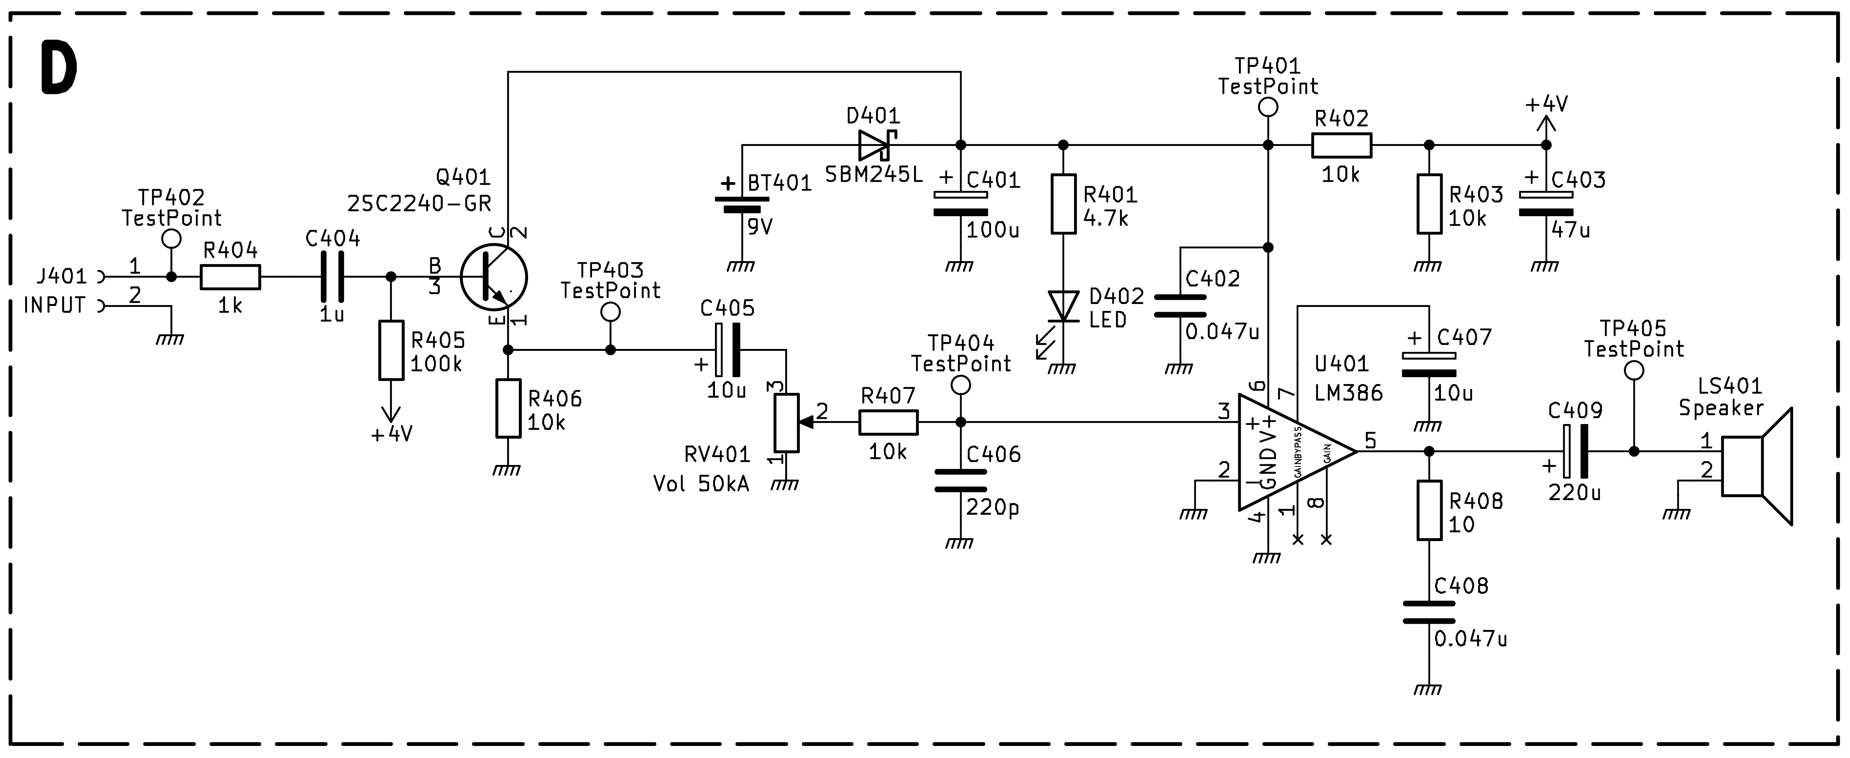 D
TP401
TestPoint
D401
SBM245L
R402
10k
+4V
BT401
9V
C401
100u
R401
4.7k
R403
10k
C403
47u
Q401
2SC2240-GR
TP402
TestPoint
J401
INPUT
1
2
R404
1k
C404
1u
B
3
C
2
E
1
R405
100k
+4V
TP403
TestPoint
R406
10k
C405
10u
3
2
1
RV401
Vol 50kA
R407
10k
TP404
TestPoint
C406
220p
D402
LED
C402
0.047u
U401
LM386
C407
10u
3
2
6
7
V+
GND
BYPASS
GAIN
GAIN
4
1
8
5
R408
10
C408
0.047u
C409
220u
TP405
TestPoint
LS401
Speaker
1
2